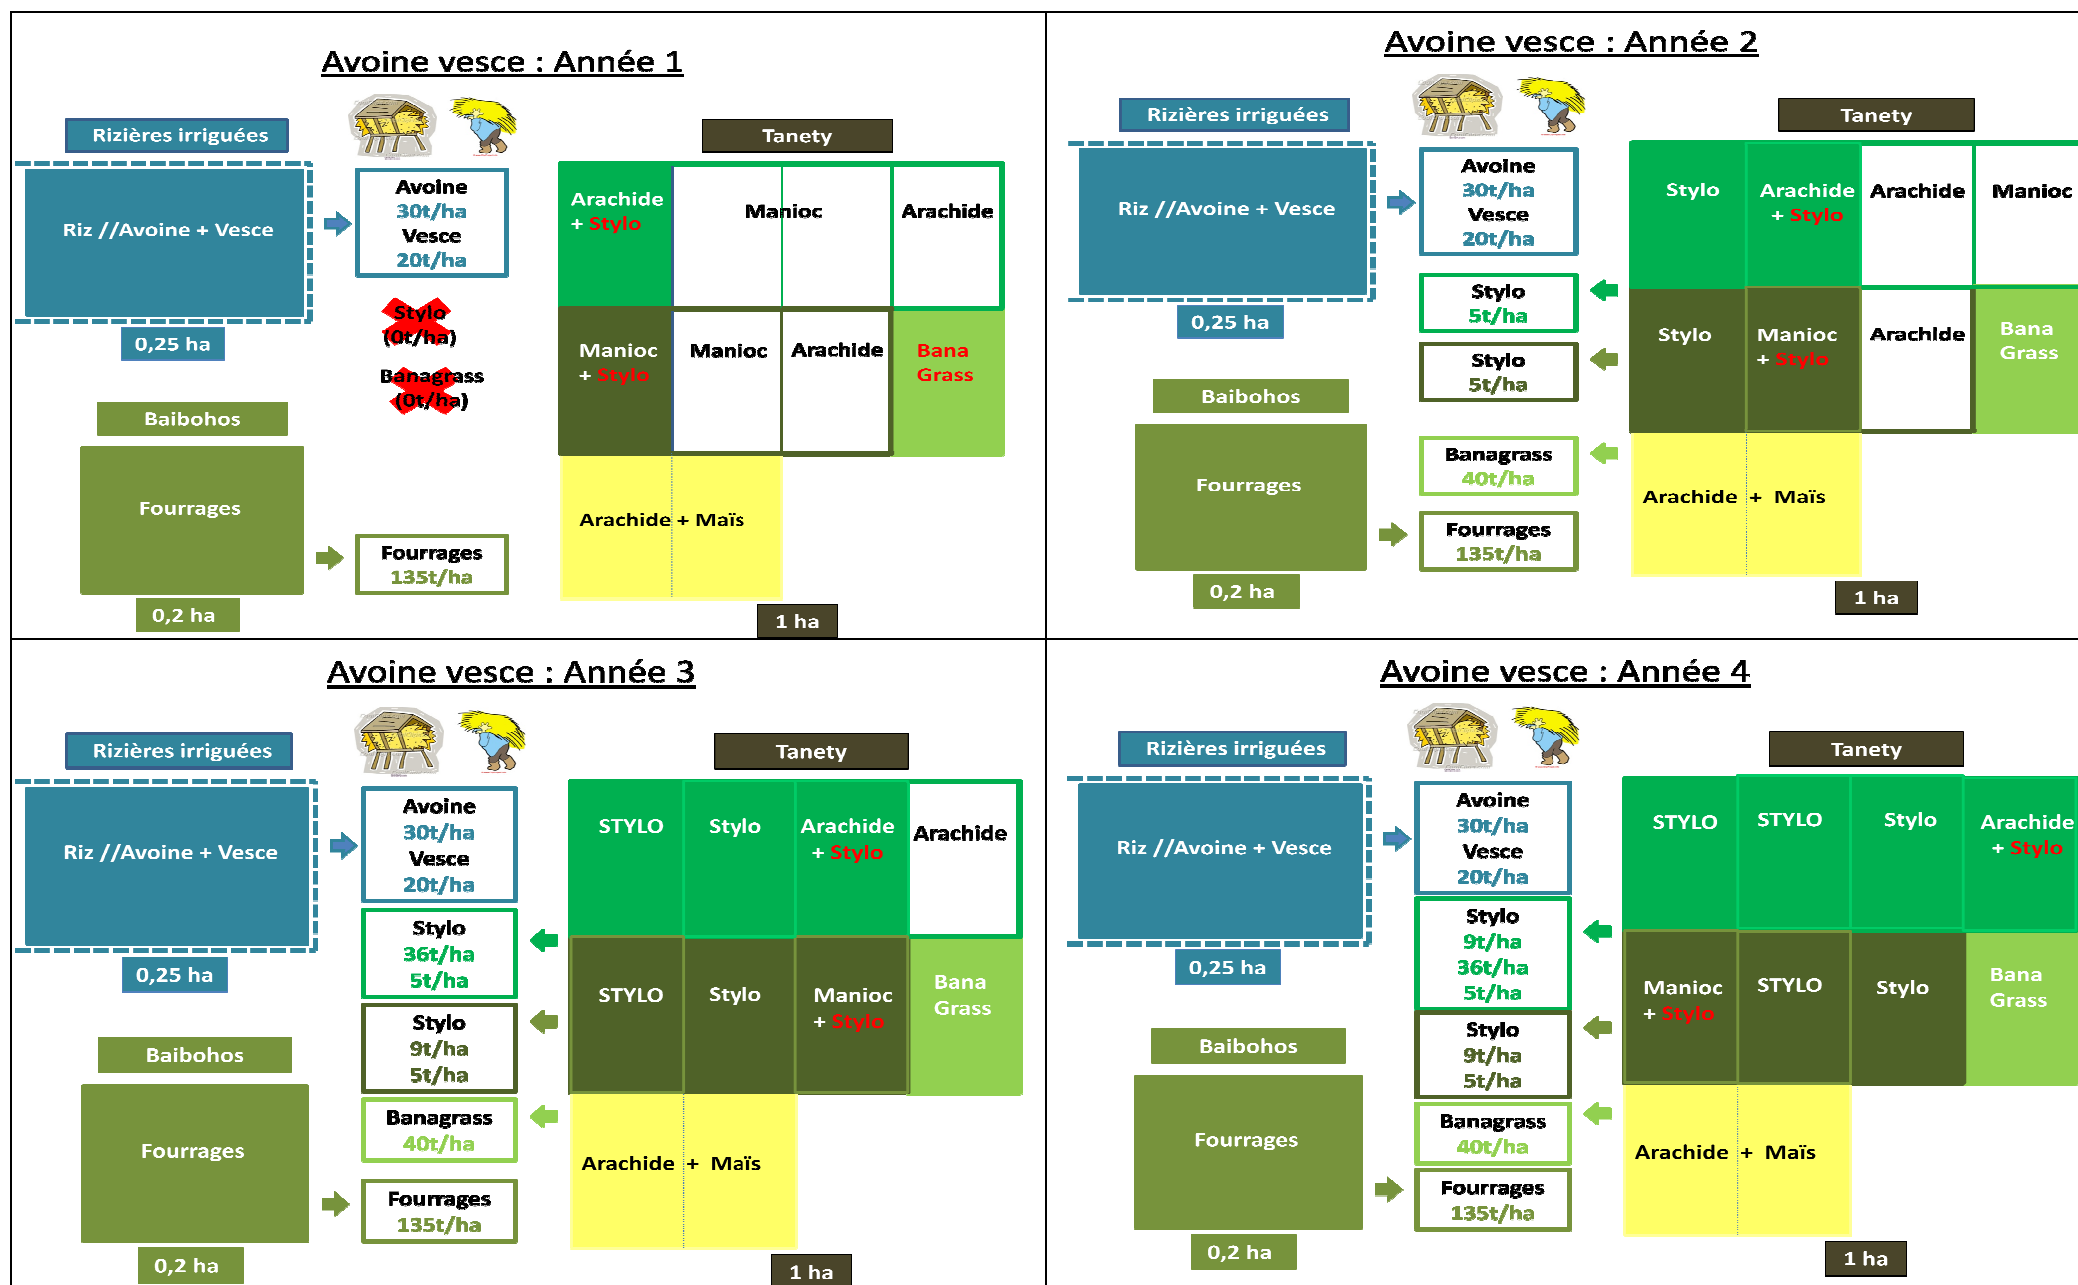 Avoine vesce : Année 1
Rizières irriguées
Tanety
Riz //Avoine + Vesce
0,25 ha
Avoine
30t/ha
Vesce
20t/ha
Stylo
(0t/ha)
Banagrass
(0t/ha)
Arachide
+ Stylo
Manioc
Arachide
Manioc
+ Stylo
Manioc
Arachide
Bana
Grass
Baibohos
Fourrages
0,2 ha
Fourrages
135t/ha
Arachide + Maïs
1 ha
Avoine vesce : Année 2
Rizières irriguées
Tanety
Riz //Avoine + Vesce
0,25 ha
Avoine
30t/ha
Vesce
20t/ha
Stylo
5t/ha
Stylo
5t/ha
Banagrass
40t/ha
Fourrages
135t/ha
Stylo
Arachide
+ Stylo
Arachide
Manioc
Stylo
Manioc
+ Stylo
Arachide
Bana
Grass
Baibohos
Fourrages
0,2 ha
Arachide + Maïs
1 ha
Avoine vesce : Année 3
Rizières irriguées
Tanety
Riz //Avoine + Vesce
0,25 ha
Avoine
30t/ha
Vesce
20t/ha
Stylo
36t/ha
5t/ha
Stylo
9t/ha
5t/ha
Banagrass
40t/ha
Fourrages
135t/ha
STYLO
Stylo
Arachide
+ Stylo
Arachide
STYLO
Stylo
Manioc
+ Stylo
Bana
Grass
Baibohos
Fourrages
0,2 ha
Arachide + Maïs
1 ha
Avoine vesce : Année 4
Rizières irriguées
Tanety
Riz //Avoine + Vesce
0,25 ha
Avoine
30t/ha
Vesce
20t/ha
Stylo
9t/ha
36t/ha
5t/ha
Stylo
9t/ha
5t/ha
Banagrass
40t/ha
Fourrages
135t/ha
STYLO
STYLO
Stylo
Arachide
+ Stylo
Manioc
+ Stylo
STYLO
Stylo
Bana
Grass
Baibohos
Fourrages
0,2 ha
Arachide + Maïs
1 ha